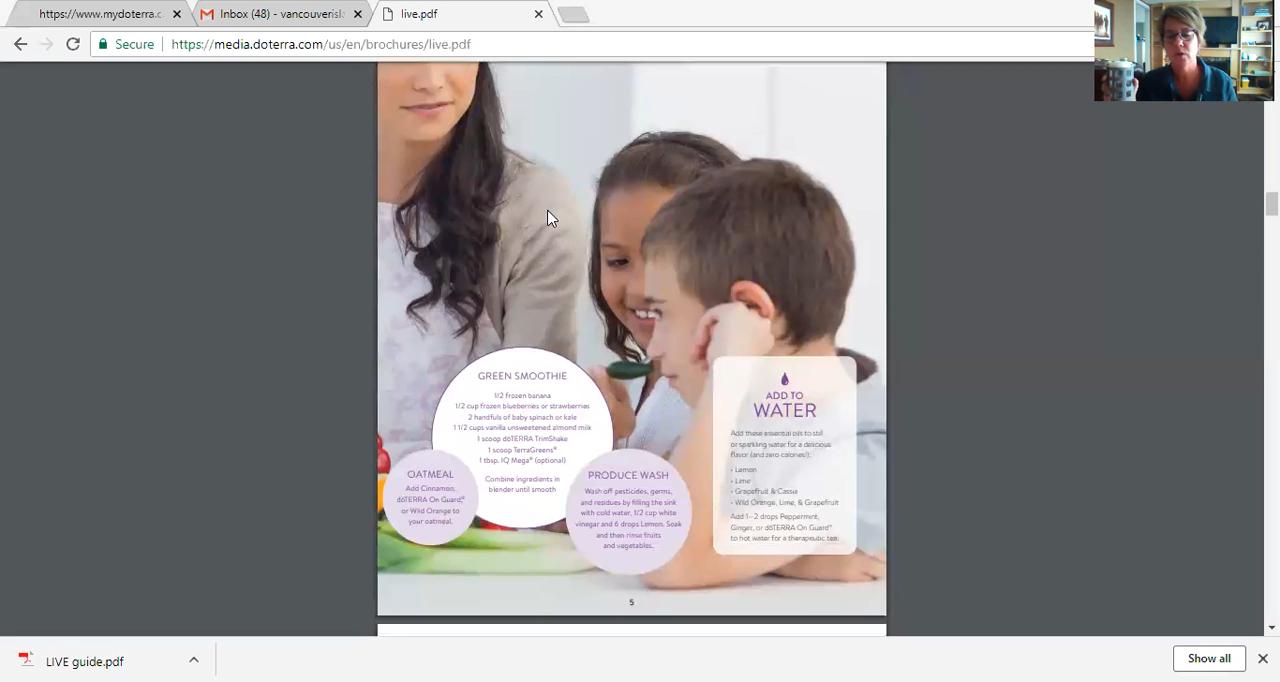 https://www.mydoterra.c
Inbox (48) - vancouverisl
live.pdf
Secure
https://media.doterra.com/us/en/brochures/live.pdf
GREEN SMOOTHIE
1/2 frozen banana
1/2 cup frozen blueberries or strawberries
2 handfuls of baby spinach or kale
1 1/2 cups vanilla unsweetened almond milk
1 scoop dōTERRA TrimShake
1 scoop TerraGreens®
1 tbsp. IQ Mega® (optional)
Combine ingredients in
blender until smooth
OATMEAL
Add Cinnamon,
dōTERRA On Guard,®
or Wild Orange to
your oatmeal.
PRODUCE WASH
Wash off pesticides, germs,
and residues by filling the sink
with cold water, 1/2 cup white
vinegar and 6 drops Lemon. Soak
and then rinse fruits
and vegetables.
ADD TO
WATER
Add these essential oils to still
or sparkling water for a delicious
flavor (and zero calories!):
• Lemon
• Lime
• Grapefruit & Cassia
• Wild Orange, Lime, & Grapefruit
Add 1–2 drops Peppermint,
Ginger, or dōTERRA On Guard®
to hot water for a therapeutic tea.
5
LIVE guide.pdf
Show all